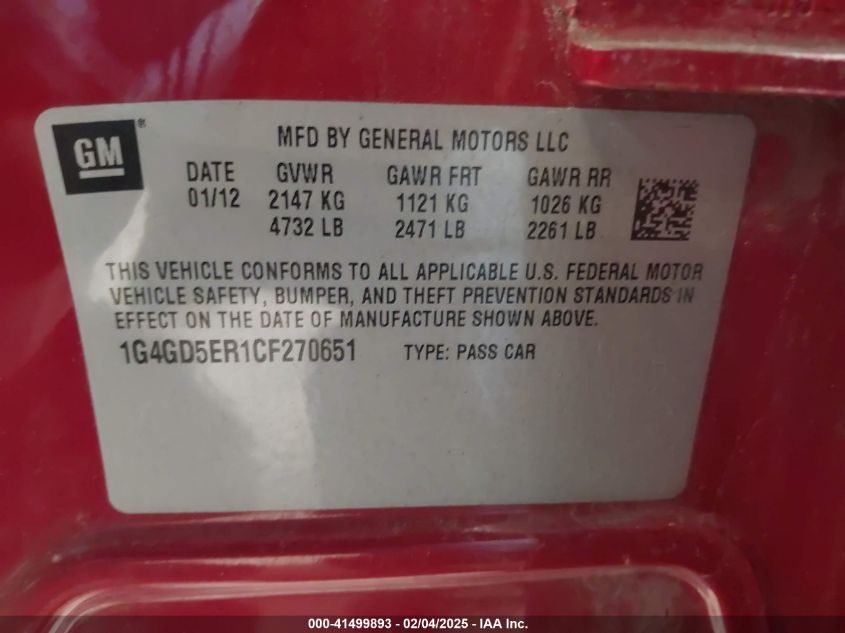 GM®
MFD BY GENERAL MOTORS LLC
DATE GVWR GAWR FRT GAWR RR
01/12 2147 KG 1121 KG 1026 KG
4732 LB 2471 LB 2261 LB
THIS VEHICLE CONFORMS TO ALL APPLICABLE U.S. FEDERAL MOTOR
VEHICLE SAFETY, BUMPER, AND THEFT PREVENTION STANDARDS IN
EFFECT ON THE DATE OF MANUFACTURE SHOWN ABOVE.
1G4GD5ER1CF270651 TYPE: PASS CAR
000-41499893 - 02/04/2025 - IAA Inc.